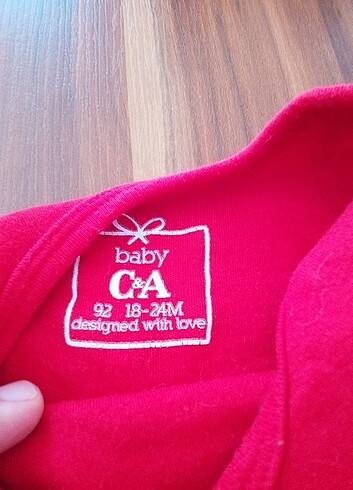 baby
C&A
92 18-24M
designed with love